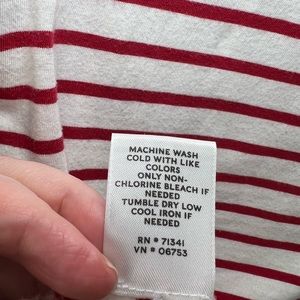 MACHINE WASH
COLD WITH LIKE
COLORS
ONLY NON-
CHLORINE BLEACH IF
NEEDED
TUMBLE DRY LOW
COOL IRON IF
NEEDED
RN # 71341
VN # 06753